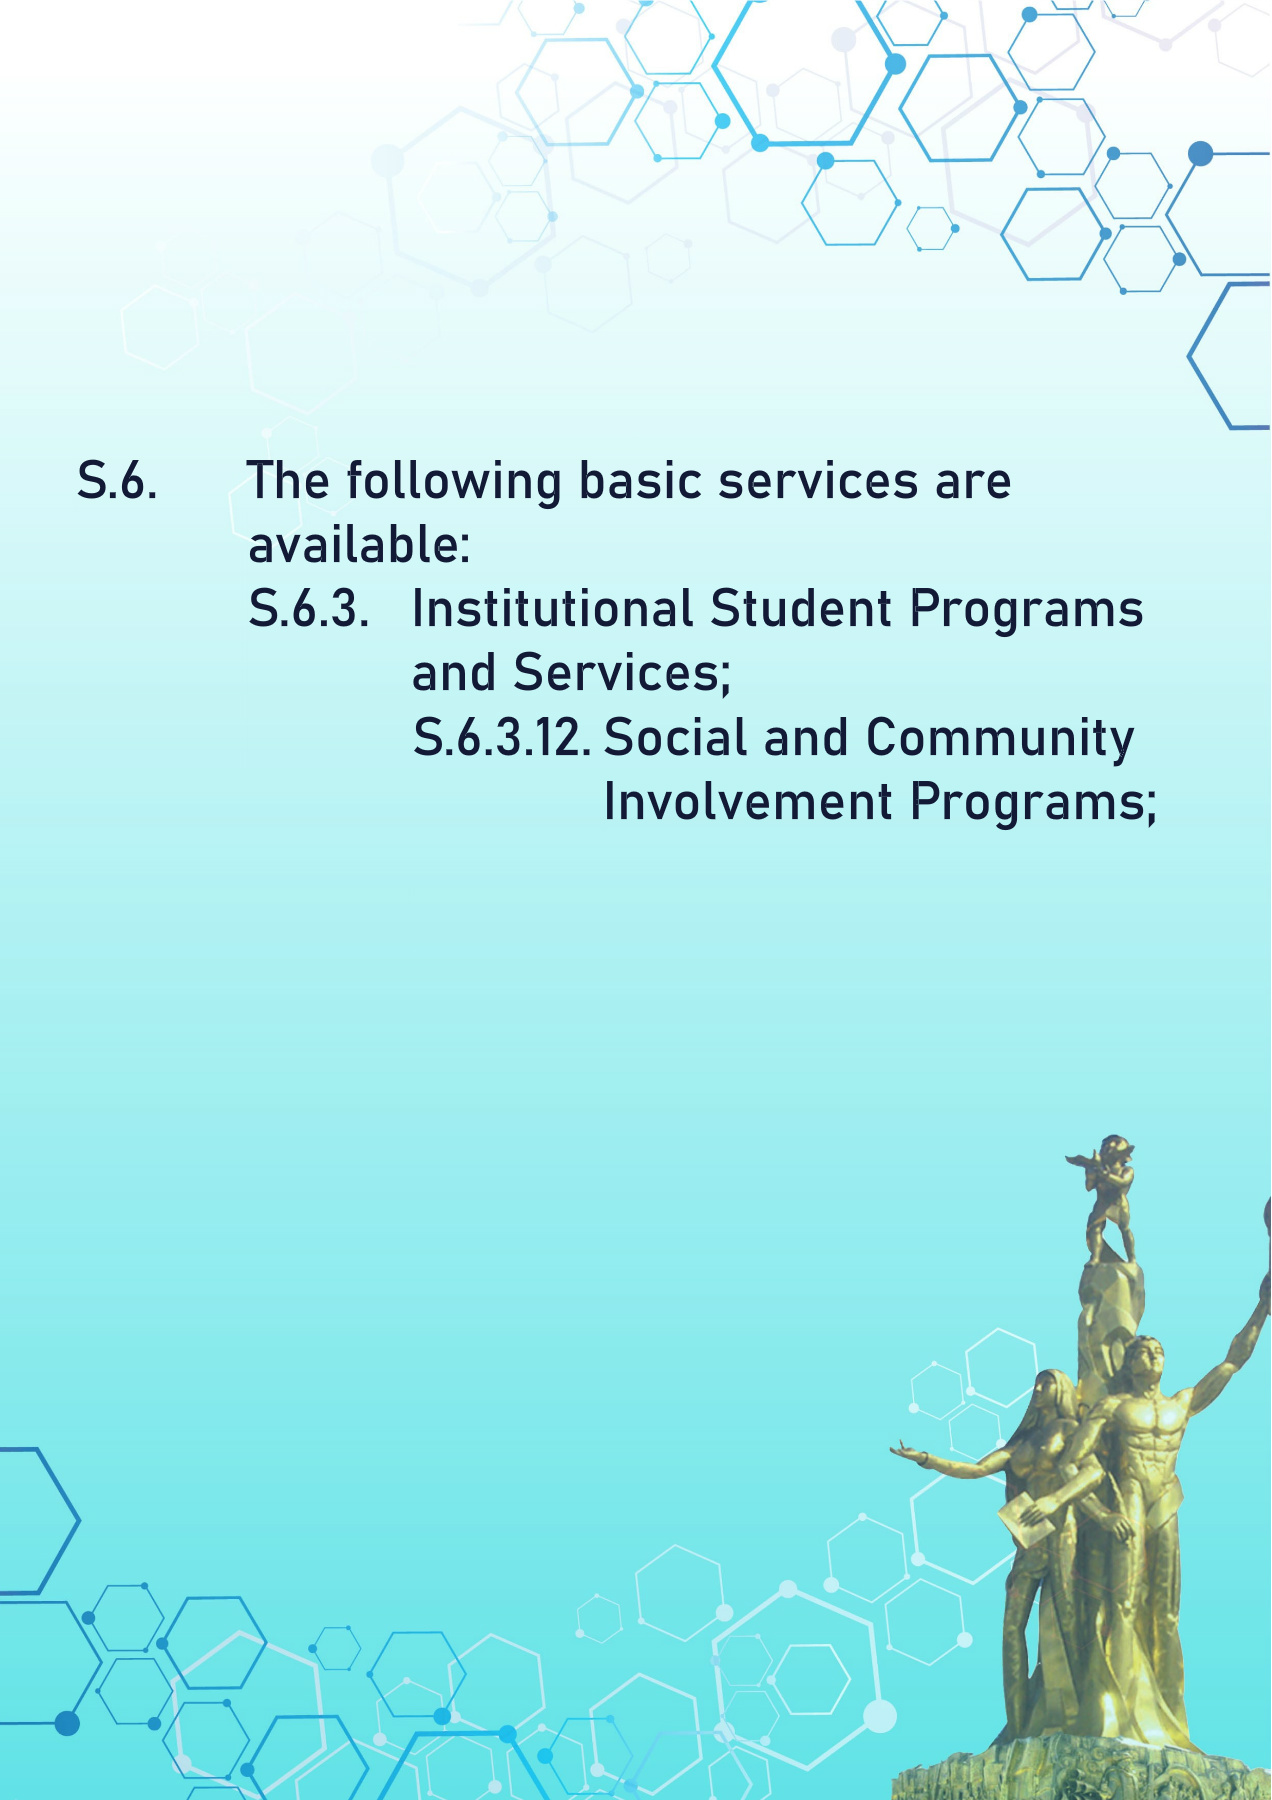 S.6. The following basic services are
available:
S.6.3. Institutional Student Programs
and Services;
S.6.3.12. Social and Community
Involvement Programs;